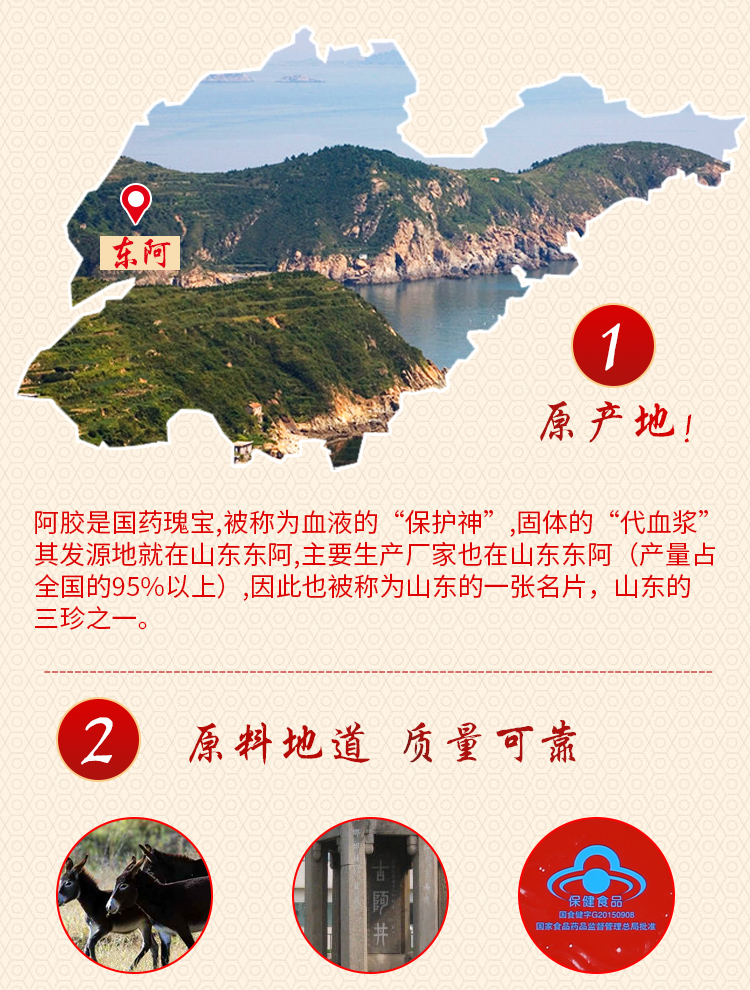 东阿
1
原产地!
阿胶是国药瑰宝,被称为血液的“保护神”,固体的“代血浆”
其发源地就在山东东阿,主要生产厂家也在山东东阿（产量占
全国的95%以上）,因此也被称为山东的一张名片，山东的
三珍之一。
2
原料地道 质量可靠
保健食品
国食健字G20150908
国家食品药品监督管理总局批准